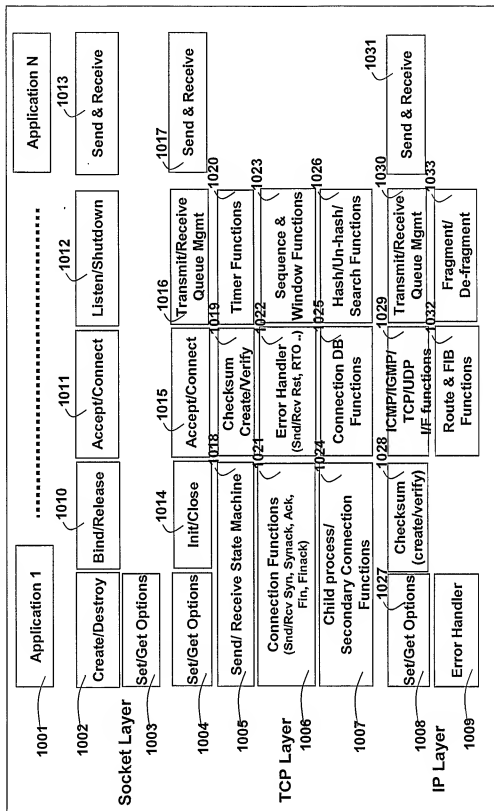 Application 1
Application N
1001
Socket Layer
1002
1010
1011
1012
1013
Create/Destroy
Bind/Release
Accept/Connect
Listen/Shutdown
Send & Receive
1003
Set/Get Options
TCP Layer
1004
1014
1015
1016
1017
Set/Get Options
Init/Close
Accept/Connect
Transmit/Receive
Queue Mgmt
Send & Receive
1005
1018
1019
1020
Send/ Receive State Machine
Checksum
Create/Verify
Timer Functions
1006
1021
1022
1023
Connection Functions
(Snd/Rcv Syn, Synack, Ack,
Fin, Finack)
Error Handler
(Snd/Rcv Rst, RTO ..)
Sequence &
Window Functions
1007
1024
1025
1026
Child process/
Secondary Connection
Functions
Connection DB
Functions
Hash/Un-hash/
Search Functions
IP Layer
1008
1027
1028
1029
1030
1031
Set/Get Options
Checksum
(create/verify)
ICMP/IGMP/
TCP/UDP
I/F functions
Transmit/Receive
Queue Mgmt
Send & Receive
1009
1032
1033
Error Handler
Route & FIB
Functions
Fragment/
De-fragment